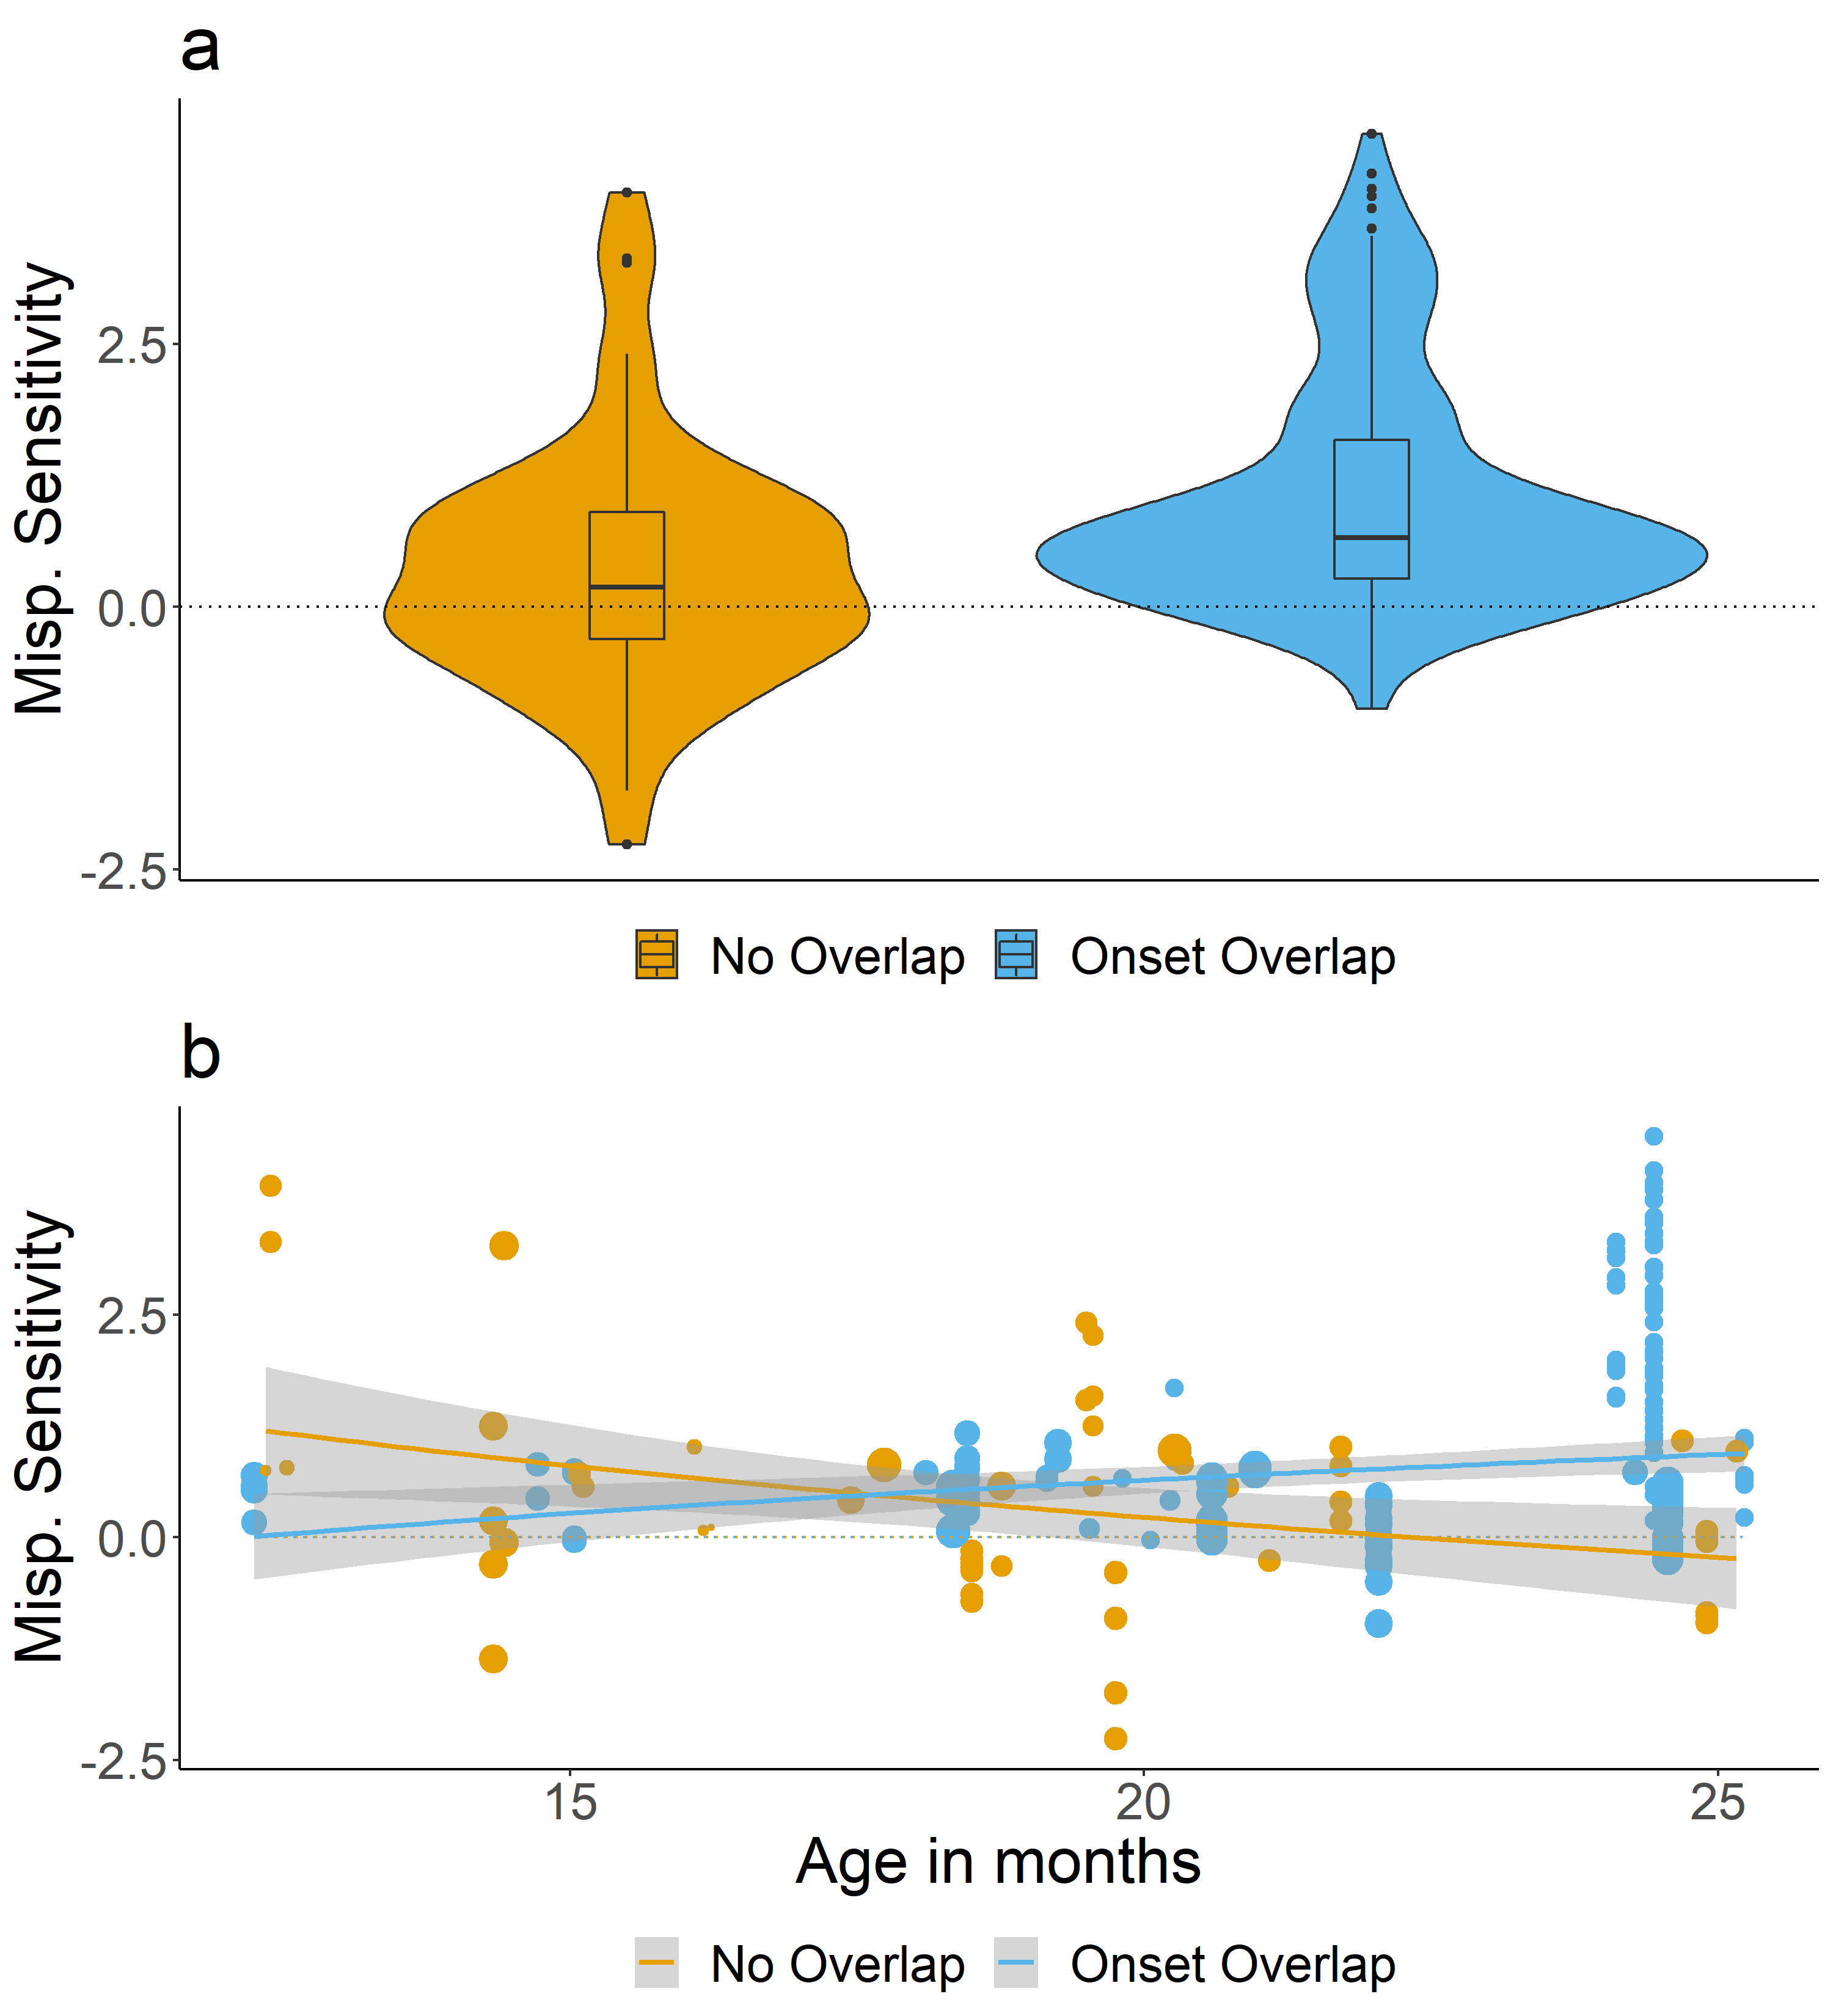 a
Misp. Sensitivity
2.5
0.0
-2.5
No Overlap Onset Overlap
b
Misp. Sensitivity
2.5
0.0
-2.5
15 20 25
Age in months
No Overlap Onset Overlap